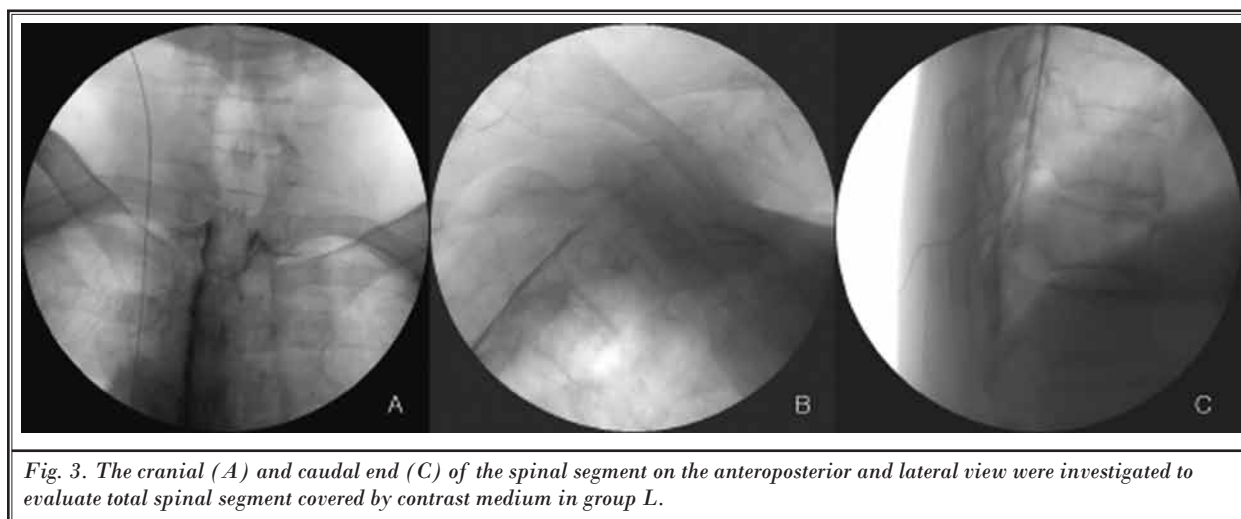 A
B
C
Fig. 3. The cranial (A) and caudal end (C) of the spinal segment on the anteroposterior and lateral view were investigated to
evaluate total spinal segment covered by contrast medium in group L.